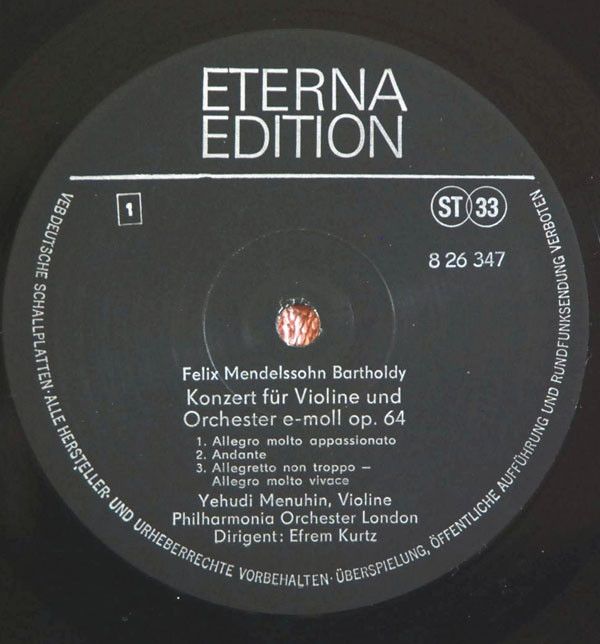 ETERNA
EDITION
1
ST 33
8 26 347
Felix Mendelssohn Bartholdy
Konzert für Violine und
Orchester e-moll op. 64
1. Allegro molto appassionato
2. Andante
3. Allegretto non troppo –
Allegro molto vivace
Yehudi Menuhin, Violine
Philharmonia Orchester London
Dirigent: Efrem Kurtz
VEB DEUTSCHE SCHALLPLATTEN · ALLE HERSTELLER- UND URHEBERRECHTE VORBEHALTEN · ÜBERSPIELUNG, ÖFFENTLICHE AUFFÜHRUNG UND RUNDFUNKSENDUNG VERBOTEN